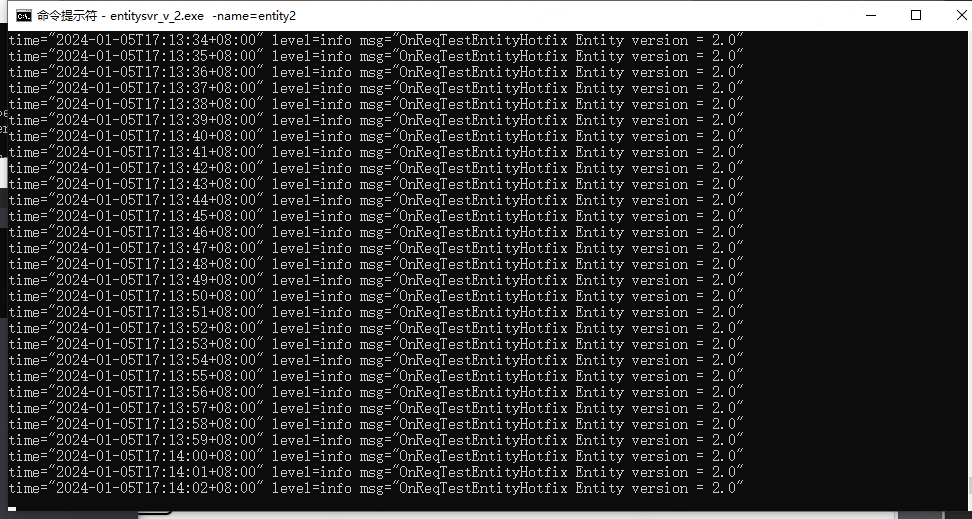 命令提示符 - entitysvr_v_2.exe -name=entity2
time="2024-01-05T17:13:34+08:00" level=info msg="OnReqTestEntityHotfix Entity version = 2.0"
time="2024-01-05T17:13:35+08:00" level=info msg="OnReqTestEntityHotfix Entity version = 2.0"
time="2024-01-05T17:13:36+08:00" level=info msg="OnReqTestEntityHotfix Entity version = 2.0"
time="2024-01-05T17:13:37+08:00" level=info msg="OnReqTestEntityHotfix Entity version = 2.0"
time="2024-01-05T17:13:38+08:00" level=info msg="OnReqTestEntityHotfix Entity version = 2.0"
time="2024-01-05T17:13:39+08:00" level=info msg="OnReqTestEntityHotfix Entity version = 2.0"
time="2024-01-05T17:13:40+08:00" level=info msg="OnReqTestEntityHotfix Entity version = 2.0"
time="2024-01-05T17:13:41+08:00" level=info msg="OnReqTestEntityHotfix Entity version = 2.0"
time="2024-01-05T17:13:42+08:00" level=info msg="OnReqTestEntityHotfix Entity version = 2.0"
time="2024-01-05T17:13:43+08:00" level=info msg="OnReqTestEntityHotfix Entity version = 2.0"
time="2024-01-05T17:13:44+08:00" level=info msg="OnReqTestEntityHotfix Entity version = 2.0"
time="2024-01-05T17:13:45+08:00" level=info msg="OnReqTestEntityHotfix Entity version = 2.0"
time="2024-01-05T17:13:46+08:00" level=info msg="OnReqTestEntityHotfix Entity version = 2.0"
time="2024-01-05T17:13:47+08:00" level=info msg="OnReqTestEntityHotfix Entity version = 2.0"
time="2024-01-05T17:13:48+08:00" level=info msg="OnReqTestEntityHotfix Entity version = 2.0"
time="2024-01-05T17:13:49+08:00" level=info msg="OnReqTestEntityHotfix Entity version = 2.0"
time="2024-01-05T17:13:50+08:00" level=info msg="OnReqTestEntityHotfix Entity version = 2.0"
time="2024-01-05T17:13:51+08:00" level=info msg="OnReqTestEntityHotfix Entity version = 2.0"
time="2024-01-05T17:13:52+08:00" level=info msg="OnReqTestEntityHotfix Entity version = 2.0"
time="2024-01-05T17:13:53+08:00" level=info msg="OnReqTestEntityHotfix Entity version = 2.0"
time="2024-01-05T17:13:54+08:00" level=info msg="OnReqTestEntityHotfix Entity version = 2.0"
time="2024-01-05T17:13:55+08:00" level=info msg="OnReqTestEntityHotfix Entity version = 2.0"
time="2024-01-05T17:13:56+08:00" level=info msg="OnReqTestEntityHotfix Entity version = 2.0"
time="2024-01-05T17:13:57+08:00" level=info msg="OnReqTestEntityHotfix Entity version = 2.0"
time="2024-01-05T17:13:58+08:00" level=info msg="OnReqTestEntityHotfix Entity version = 2.0"
time="2024-01-05T17:13:59+08:00" level=info msg="OnReqTestEntityHotfix Entity version = 2.0"
time="2024-01-05T17:14:00+08:00" level=info msg="OnReqTestEntityHotfix Entity version = 2.0"
time="2024-01-05T17:14:01+08:00" level=info msg="OnReqTestEntityHotfix Entity version = 2.0"
time="2024-01-05T17:14:02+08:00" level=info msg="OnReqTestEntityHotfix Entity version = 2.0"